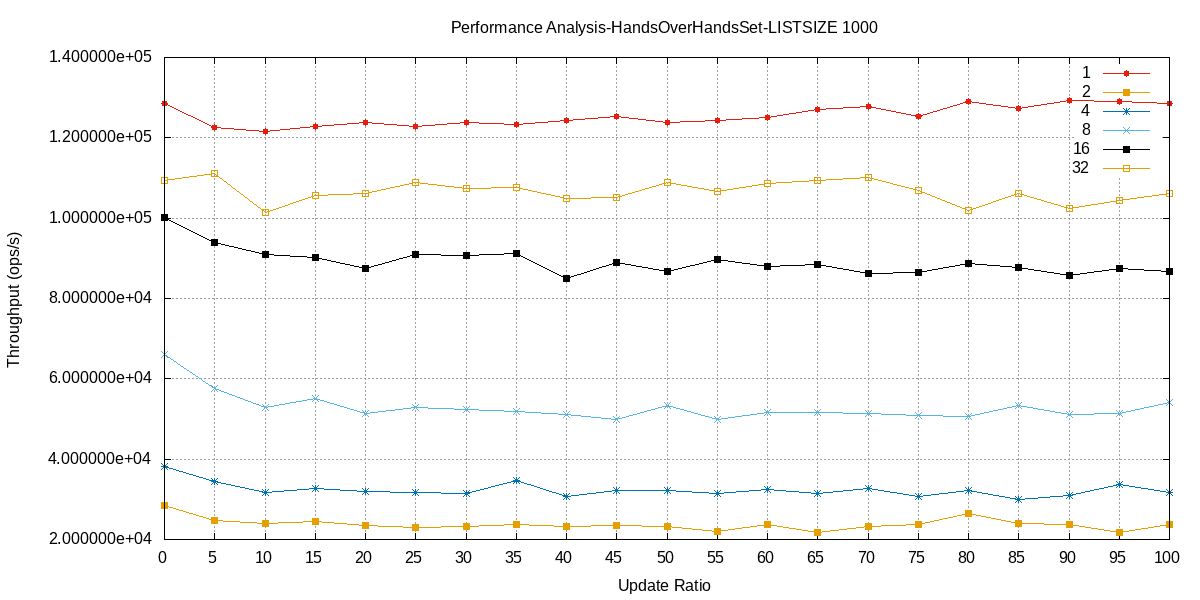 Performance Analysis-HandsOverHandsSet-LISTSIZE 1000
1.400000e+05
1.200000e+05
1.000000e+05
8.000000e+04
6.000000e+04
4.000000e+04
2.000000e+04
Throughput (ops/s)
1
2
4
8
16
32
0 5 10 15 20 25 30 35 40 45 50 55 60 65 70 75 80 85 90 95 100
Update Ratio